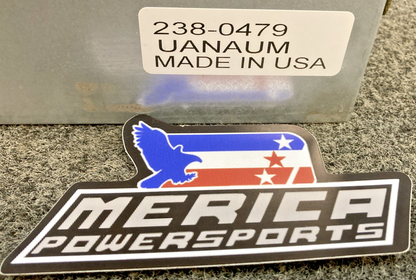 238-0479
UANAUM
MADE IN USA
MERICA
POWERSPORTS